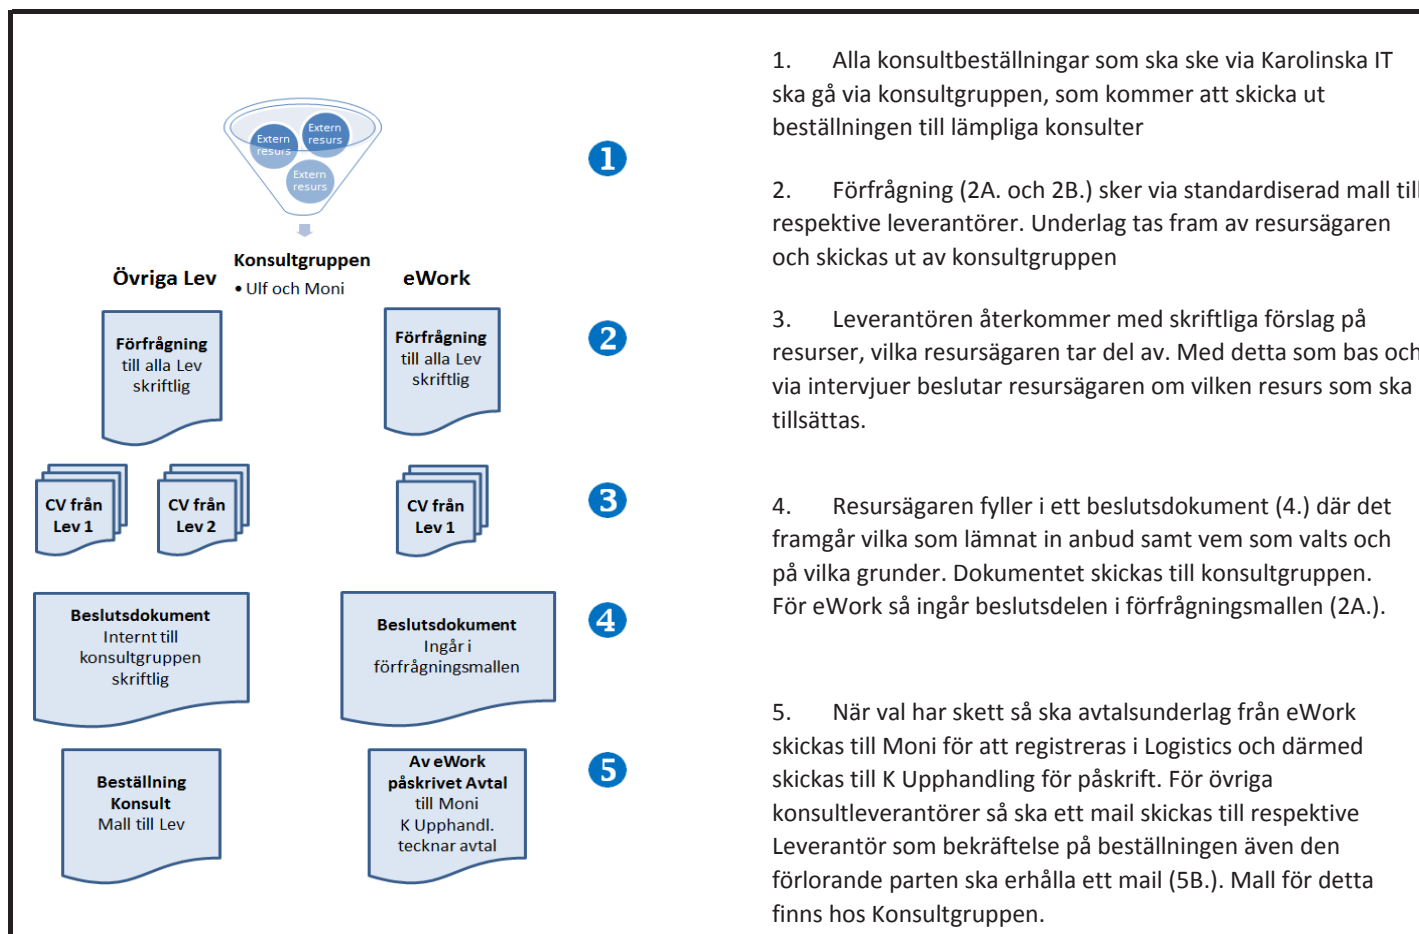 Extern
resurs
Extern
resurs
Extern
resurs
1
Konsultgruppen
• Ulf och Moni
Övriga Lev
eWork
Förfrågning
till alla Lev
skriftlig
Förfrågning
till alla Lev
skriftlig
2
CV från
Lev 1
CV från
Lev 2
CV från
Lev 1
3
Beslutsdokument
Internt till
konsultgruppen
skriftlig
Beslutsdokument
Ingår i
förfrågningsmallen
4
Beställning
Konsult
Mall till Lev
Av eWork
påskrivet Avtal
till Moni
K Upphandl.
tecknar avtal
5
1. Alla konsultbeställningar som ska ske via Karolinska IT
ska gå via konsultgruppen, som kommer att skicka ut
beställningen till lämpliga konsulter
2. Förfrågning (2A. och 2B.) sker via standardiserad mall till
respektive leverantörer. Underlag tas fram av resursägaren
och skickas ut av konsultgruppen
3. Leverantören återkommer med skriftliga förslag på
resurser, vilka resursägaren tar del av. Med detta som bas och
via intervjuer beslutar resursägaren om vilken resurs som ska
tillsättas.
4. Resursägaren fyller i ett beslutsdokument (4.) där det
framgår vilka som lämnat in anbud samt vem som valts och
på vilka grunder. Dokumentet skickas till konsultgruppen.
För eWork så ingår beslutsdelen i förfrågningsmallen (2A.).
5. När val har skett så ska avtalsunderlag från eWork
skickas till Moni för att registreras i Logistics och därmed
skickas till K Upphandling för påskrift. För övriga
konsultleverantörer så ska ett mail skickas till respektive
Leverantör som bekräftelse på beställningen även den
förlorande parten ska erhålla ett mail (5B.). Mall för detta
finns hos Konsultgruppen.